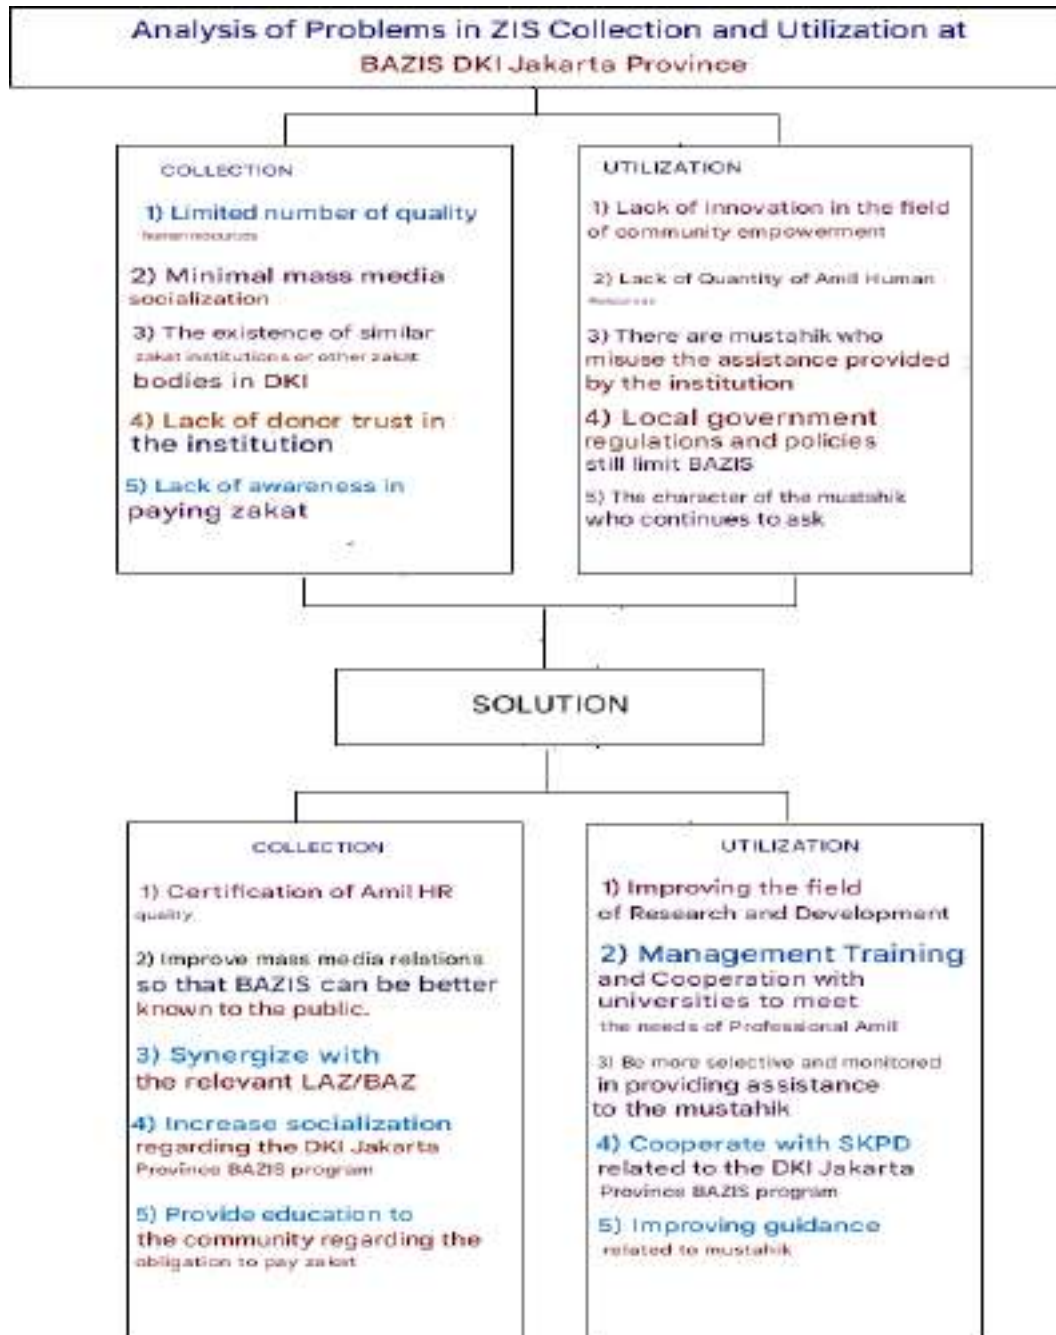 Analysis of Problems in ZIS Collection and Utilization at
BAZIS DKI Jakarta Province
COLLECTION
1) Limited number of quality
human resources
2) Minimal mass media
socialization
3) The existence of similar
zakat institutions or other zakat
bodies in DKI
4) Lack of donor trust in
the institution
5) Lack of awareness in
paying zakat
UTILIZATION
1) Lack of Innovation in the field
of community empowerment
2) Lack of Quantity of Amil Human
Resources
3) There are mustahik who
misuse the assistance provided
by the institution
4) Local government
regulations and policies
still limit BAZIS
5) The character of the mustahik
who continues to ask
SOLUTION
COLLECTION
1) Certification of Amil HR
quality.
2) Improve mass media relations
so that BAZIS can be better
known to the public.
3) Synergize with
the relevant LAZ/BAZ
4) Increase socialization
regarding the DKI Jakarta
Province BAZIS program
5) Provide education to
the community regarding the
obligation to pay zakat
UTILIZATION
1) Improving the field
of Research and Development
2) Management Training
and Cooperation with
universities to meet
the needs of Professional Amil
3) Be more selective and monitored
in providing assistance
to the mustahik
4) Cooperate with SKPD
related to the DKI Jakarta
Province BAZIS program
5) Improving guidance
related to mustahik